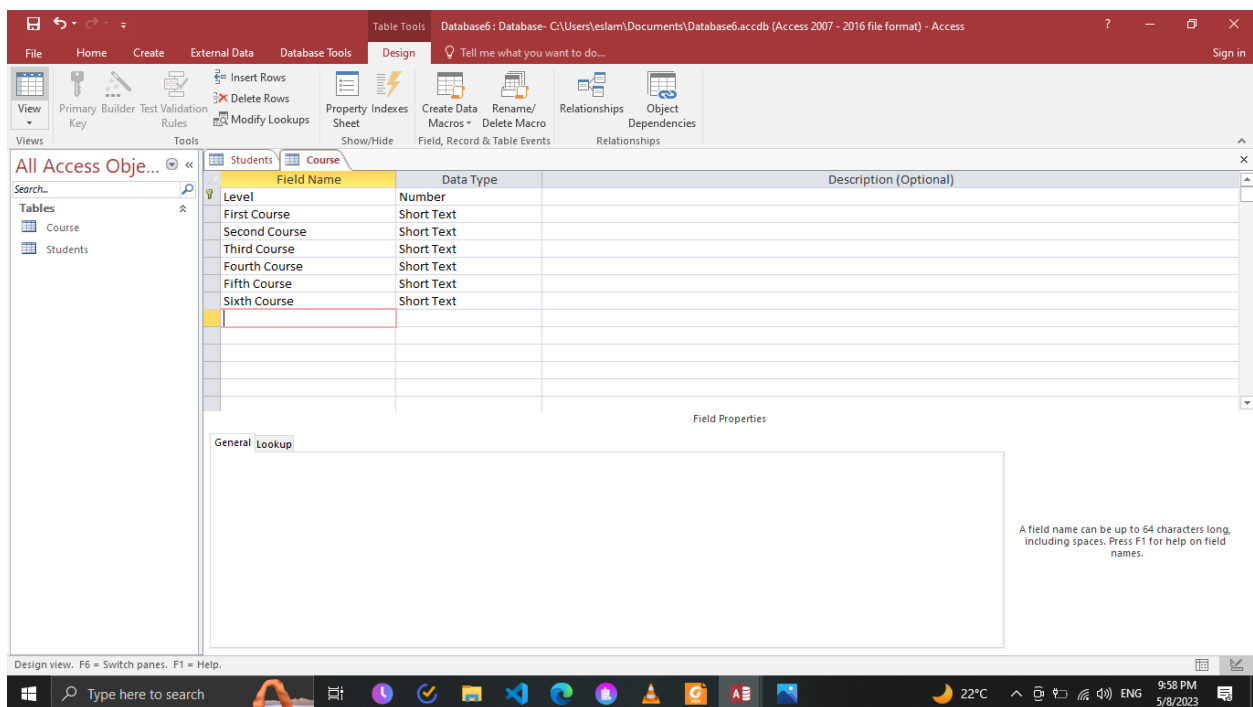 Table Tools Database6 : Database- C:\Users\eslam\Documents\Database6.accdb (Access 2007 - 2016 file format) - Access ?
File Home Create External Data Database Tools Design Tell me what you want to do... Sign in
View
Primary Key
Builder
Test Validation Rules
Insert Rows
Delete Rows
Modify Lookups
Property Sheet
Indexes
Create Data Macros
Rename/ Delete Macro
Relationships
Object Dependencies
Views Tools Show/Hide Field, Record & Table Events Relationships
All Access Obje...
Search..
Tables
Course
Students
Students Course
Field Name Data Type Description (Optional)
Level Number
First Course Short Text
Second Course Short Text
Third Course Short Text
Fourth Course Short Text
Fifth Course Short Text
Sixth Course Short Text
Field Properties
General Lookup
A field name can be up to 64 characters long,
including spaces. Press F1 for help on field
names.
Design view. F6 = Switch panes. F1 = Help.
Type here to search 22°C ENG 9:58 PM
5/8/2023